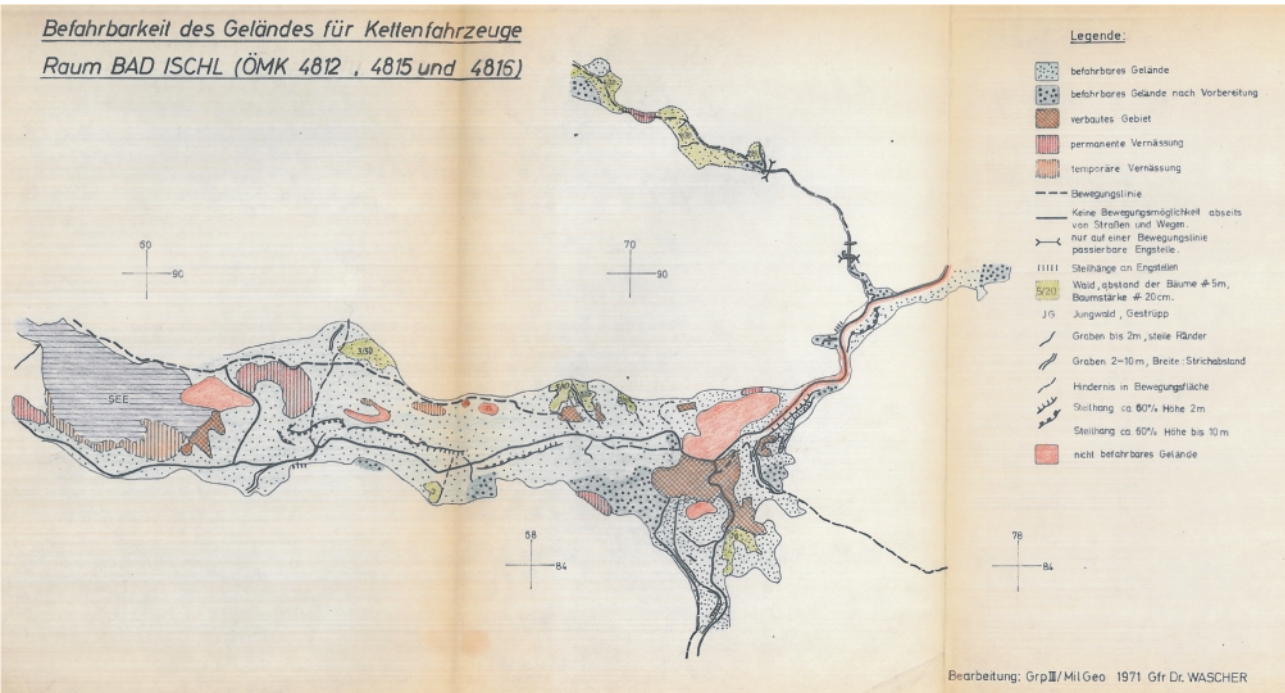 Befahrbarkeit des Geländes für Kettenfahrzeuge
Raum BAD ISCHL (ÖMK 4812 , 4815 und 4816)
Legende:
befahrbares Gelände
befahrbares Gelände nach Vorbereitung
verbautes Gebiet
permanente Vernässung
temporäre Vernässung
Bewegungslinie
Keine Bewegungsmöglichkeit abseits
von Straßen und Wegen.
nur auf einer Bewegungslinie
passierbare Engstelle.
Steilhänge an Engstellen
5/20
Wald, abstand der Bäume # 5m,
Baumstärke # 20cm.
JG Jungwald, Gestrüpp
Graben bis 2m, steile Ränder
Graben 2-10m, Breite: Strichabstand
Hindernis in Bewegungsfläche
Steilhang ca 60% Höhe 2m
Steilhang ca 60% Höhe bis 10m
nicht befahrbares Gelände
60
90
70
90
SEE
68
84
78
84
Bearbeitung: Grp III/MilGeo 1971 Gfr Dr. WASCHER